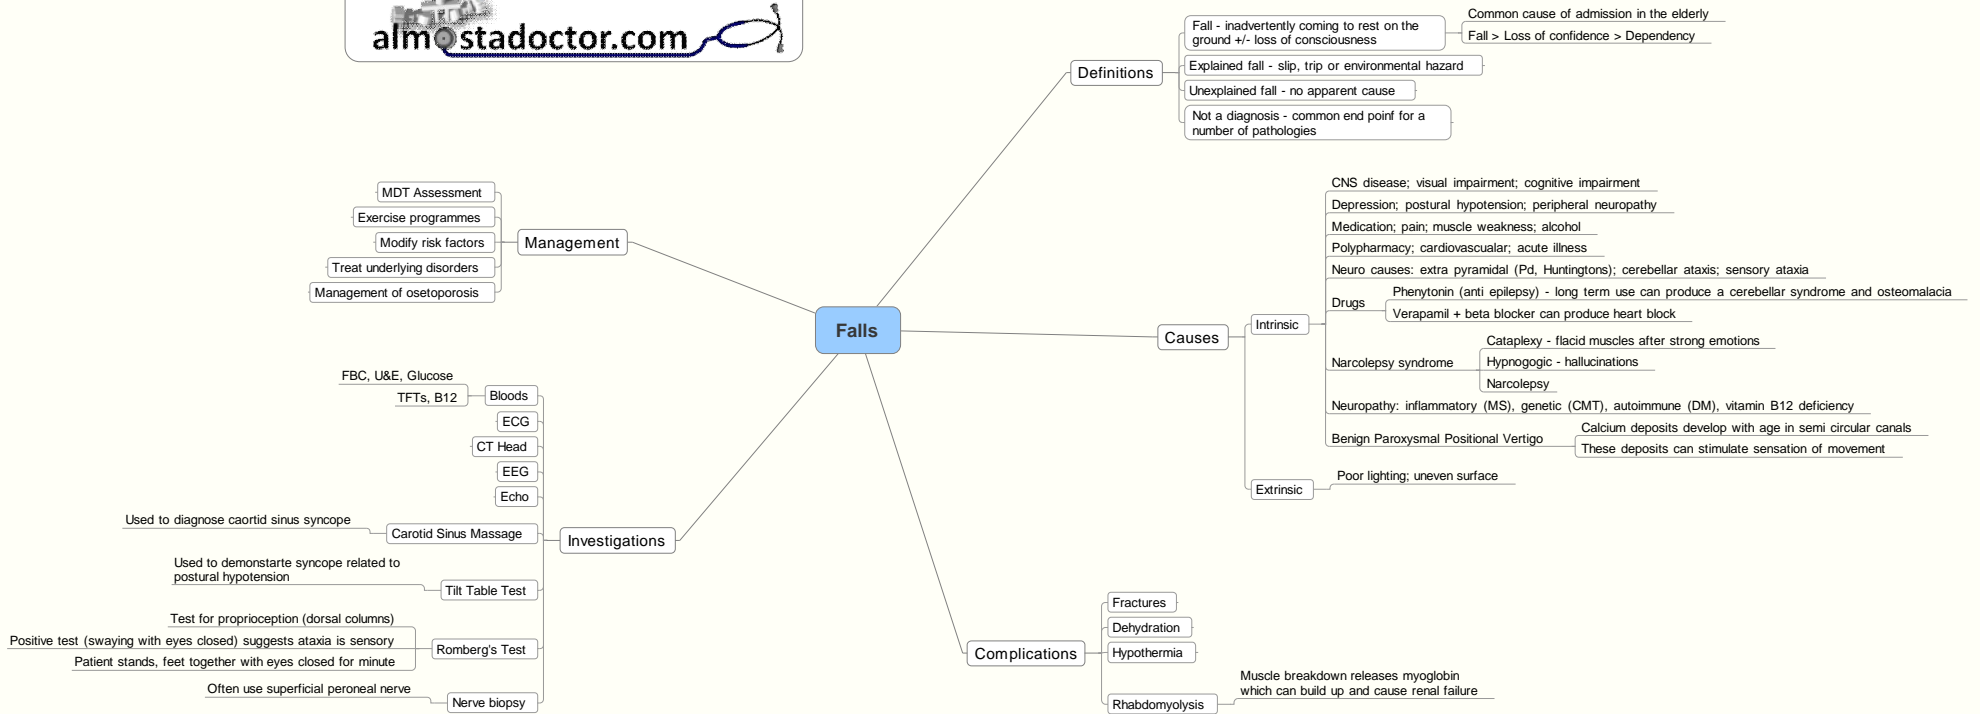 almostadoctor.com
Definitions
Fall - inadvertently coming to rest on the
ground +/- loss of consciousness
Common cause of admission in the elderly
Fall > Loss of confidence > Dependency
Explained fall - slip, trip or environmental hazard
Unexplained fall - no apparent cause
Not a diagnosis - common end poinf for a
number of pathologies
Falls
Causes
Intrinsic
CNS disease; visual impairment; cognitive impairment
Depression; postural hypotension; peripheral neuropathy
Medication; pain; muscle weakness; alcohol
Polypharmacy; cardiovascualar; acute illness
Neuro causes: extra pyramidal (Pd, Huntingtons); cerebellar ataxis; sensory ataxia
Drugs
Phenytonin (anti epilepsy) - long term use can produce a cerebellar syndrome and osteomalacia
Verapamil + beta blocker can produce heart block
Narcolepsy syndrome
Cataplexy - flacid muscles after strong emotions
Hypnogogic - hallucinations
Narcolepsy
Neuropathy: inflammatory (MS), genetic (CMT), autoimmune (DM), vitamin B12 deficiency
Benign Paroxysmal Positional Vertigo
Calcium deposits develop with age in semi circular canals
These deposits can stimulate sensation of movement
Extrinsic
Poor lighting; uneven surface
Complications
Fractures
Dehydration
Hypothermia
Rhabdomyolysis
Muscle breakdown releases myoglobin
which can build up and cause renal failure
Management
MDT Assessment
Exercise programmes
Modify risk factors
Treat underlying disorders
Management of osetoporosis
Investigations
Bloods
FBC, U&E, Glucose
TFTs, B12
ECG
CT Head
EEG
Echo
Carotid Sinus Massage
Used to diagnose caortid sinus syncope
Tilt Table Test
Used to demonstarte syncope related to
postural hypotension
Romberg's Test
Test for proprioception (dorsal columns)
Positive test (swaying with eyes closed) suggests ataxia is sensory
Patient stands, feet together with eyes closed for minute
Nerve biopsy
Often use superficial peroneal nerve